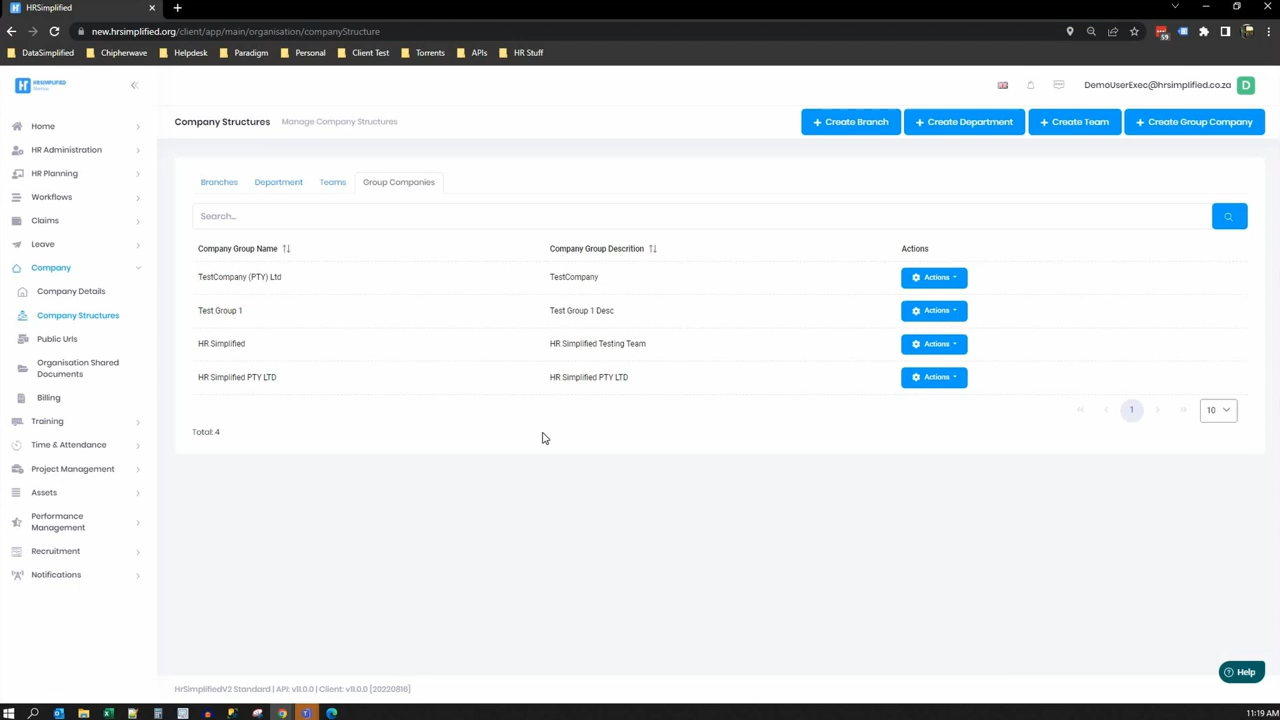 HRSimplified
new.hrsimplified.org/client/app/main/organisation/companyStructure
59
DataSimplified Chipherwave Helpdesk Paradigm Personal Client Test Torrents APIs HR Stuff
HRSIMPLIFIED
DemoUserExec@hrsimplified.co.za D
Company Structures Manage Company Structures
+ Create Branch + Create Department + Create Team + Create Group Company
Home
HR Administration
HR Planning
Workflows
Claims
Leave
Company
Company Details
Company Structures
Public Urls
Organisation Shared
Documents
Billing
Training
Time & Attendance
Project Management
Assets
Performance
Management
Recruitment
Notifications
Branches Department Teams Group Companies
Search...
Company Group Name Company Group Descrition Actions
TestCompany (PTY) Ltd TestCompany Actions
Test Group 1 Test Group 1 Desc Actions
HR Simplified HR Simplified Testing Team Actions
HR Simplified PTY LTD HR Simplified PTY LTD Actions
1 10
Total: 4
Help
HrSimplifiedV2 Standard | API: v11.0.0 | Client: v11.0.0 [20220816]
11:19 AM